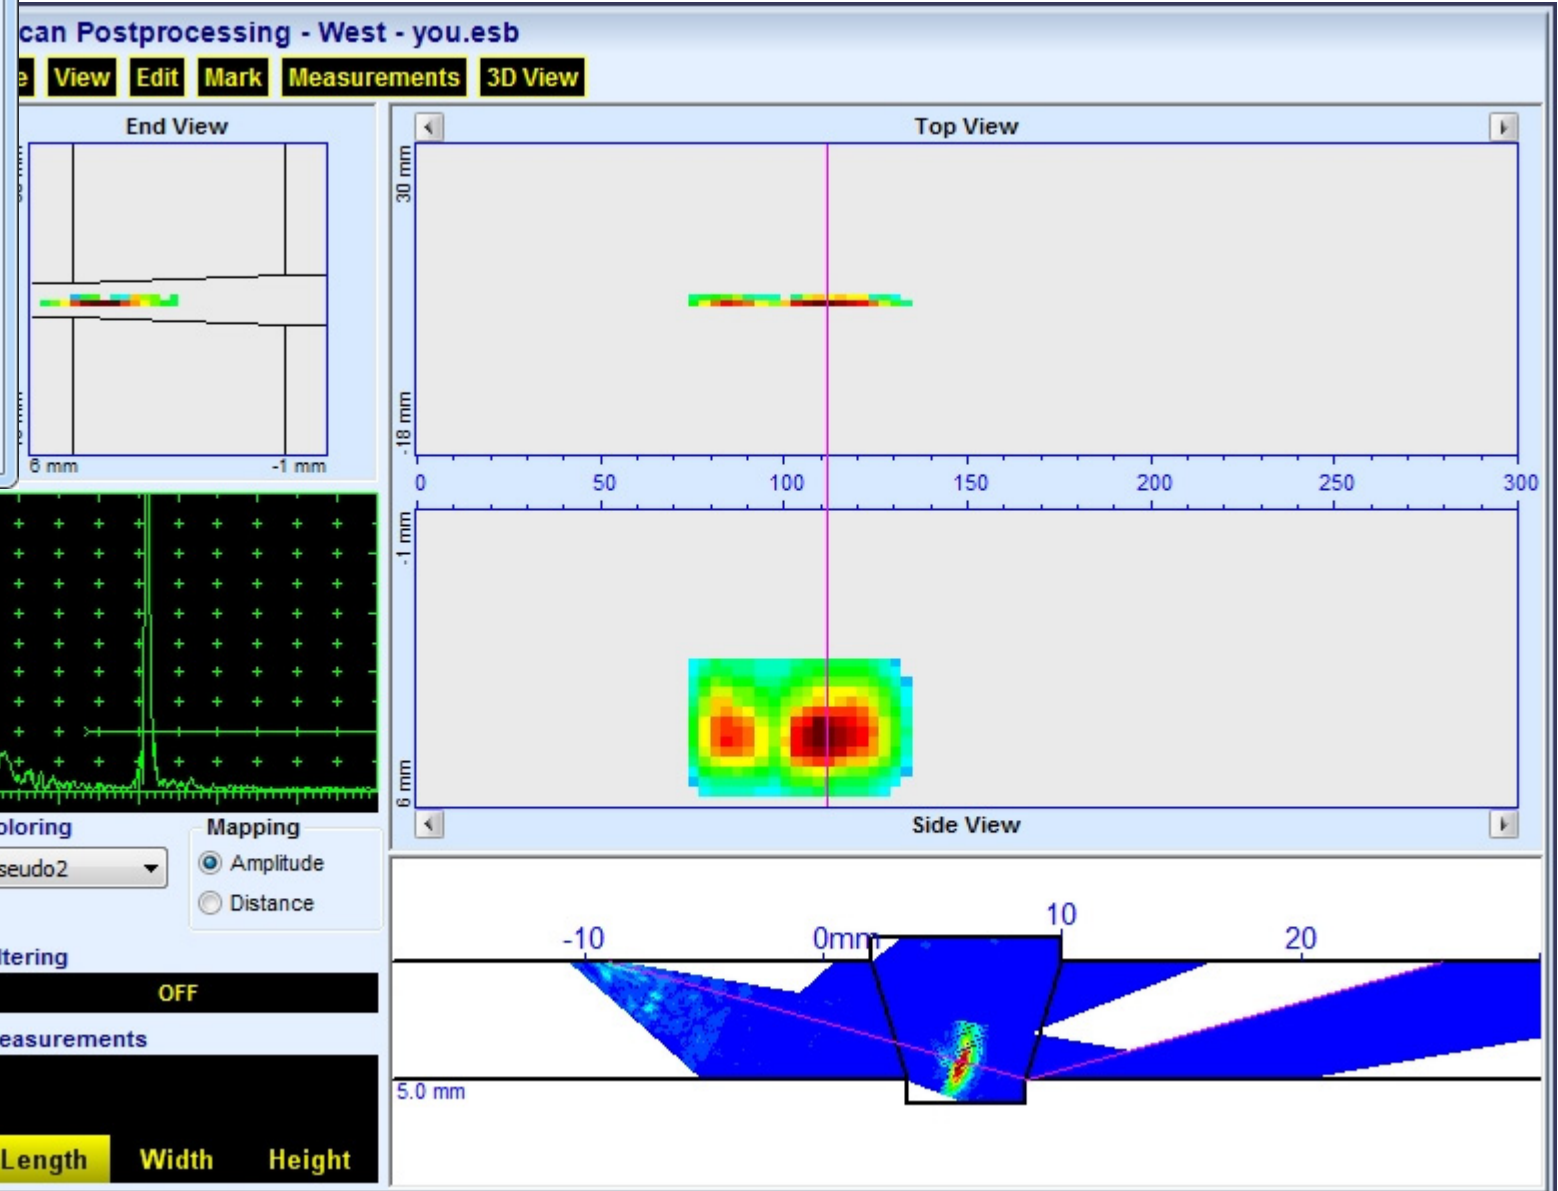 can Postprocessing - West - you.esb
e View Edit Mark Measurements 3D View
End View
6 mm -1 mm
Top View
30 mm
-18 mm
0 50 100 150 200 250 300
-1 mm
6 mm
Side View
oloring
seudo2
Mapping
Amplitude
Distance
ltering
OFF
easurements
Length Width Height
-10 0mm 10 20
5.0 mm